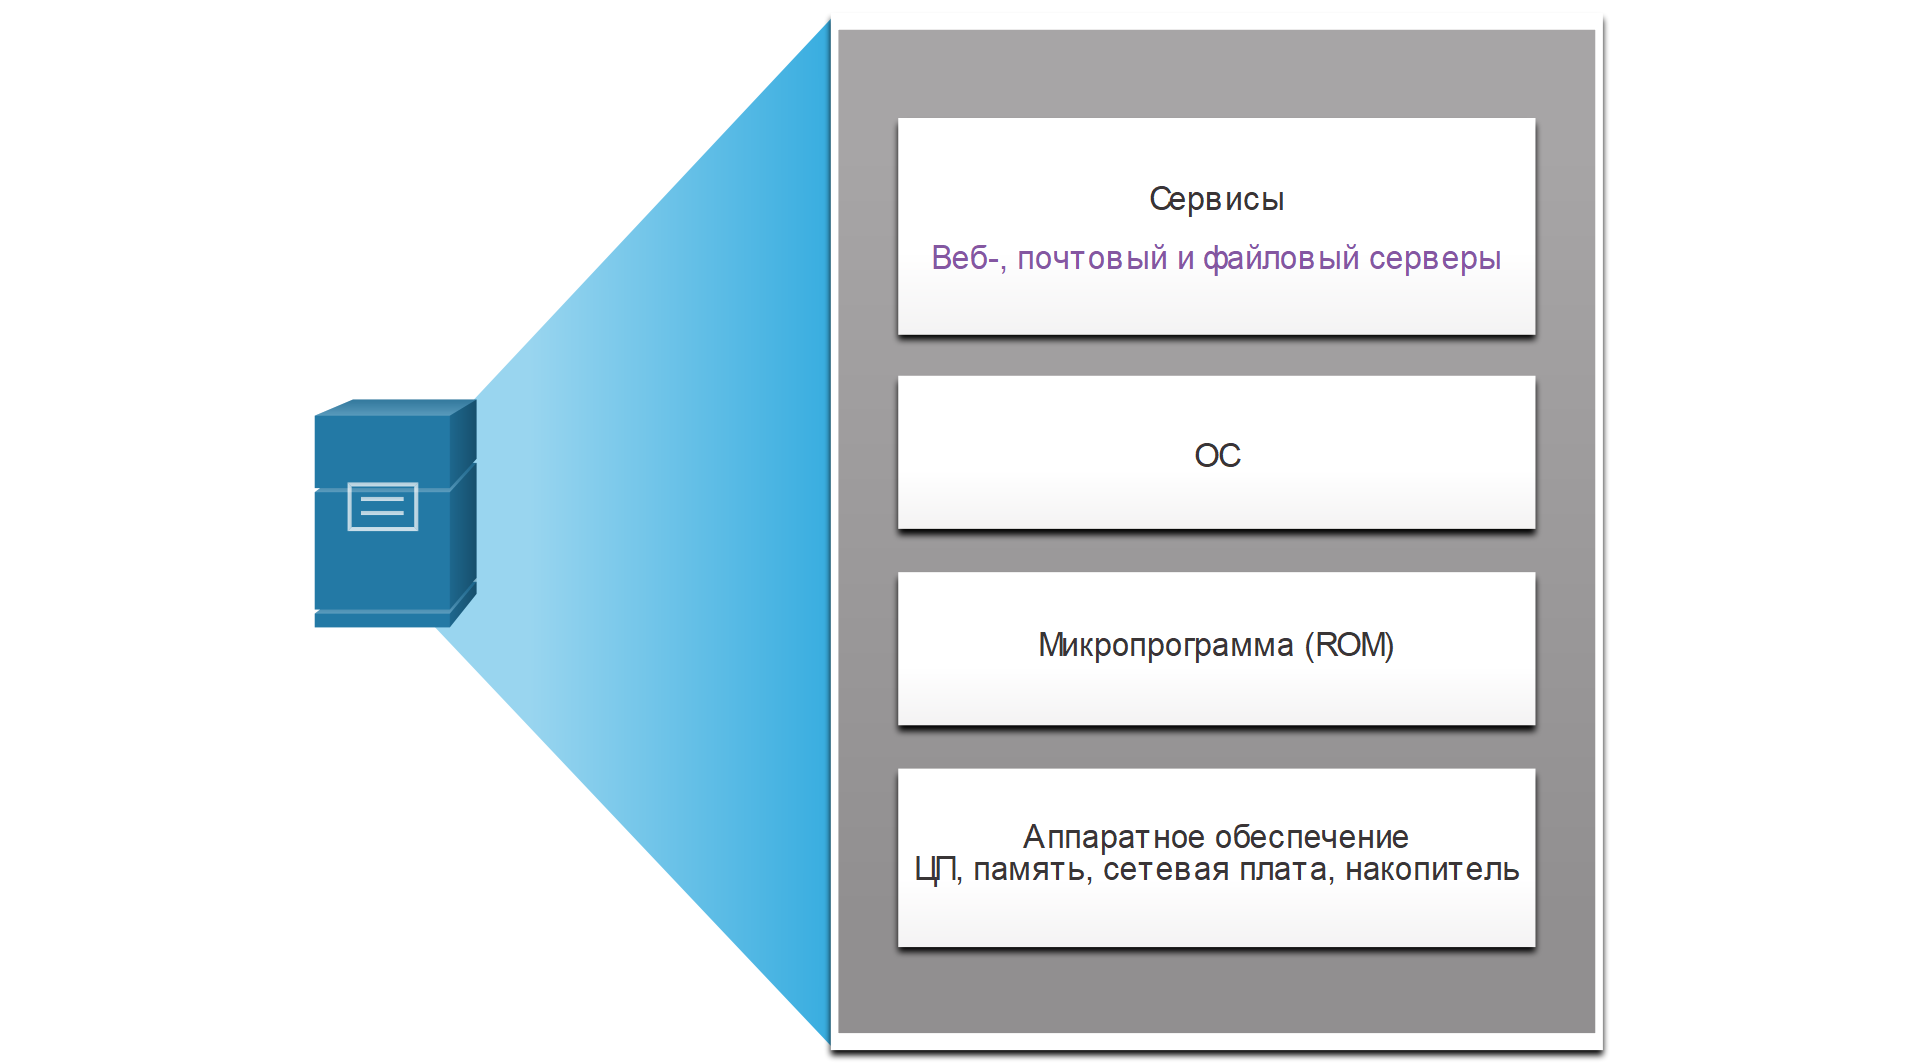 Сервисы
Веб-, почтовый и файловый серверы
ОС
Микропрограмма (ROM)
Аппаратное обеспечение
ЦП, память, сетевая плата, накопитель